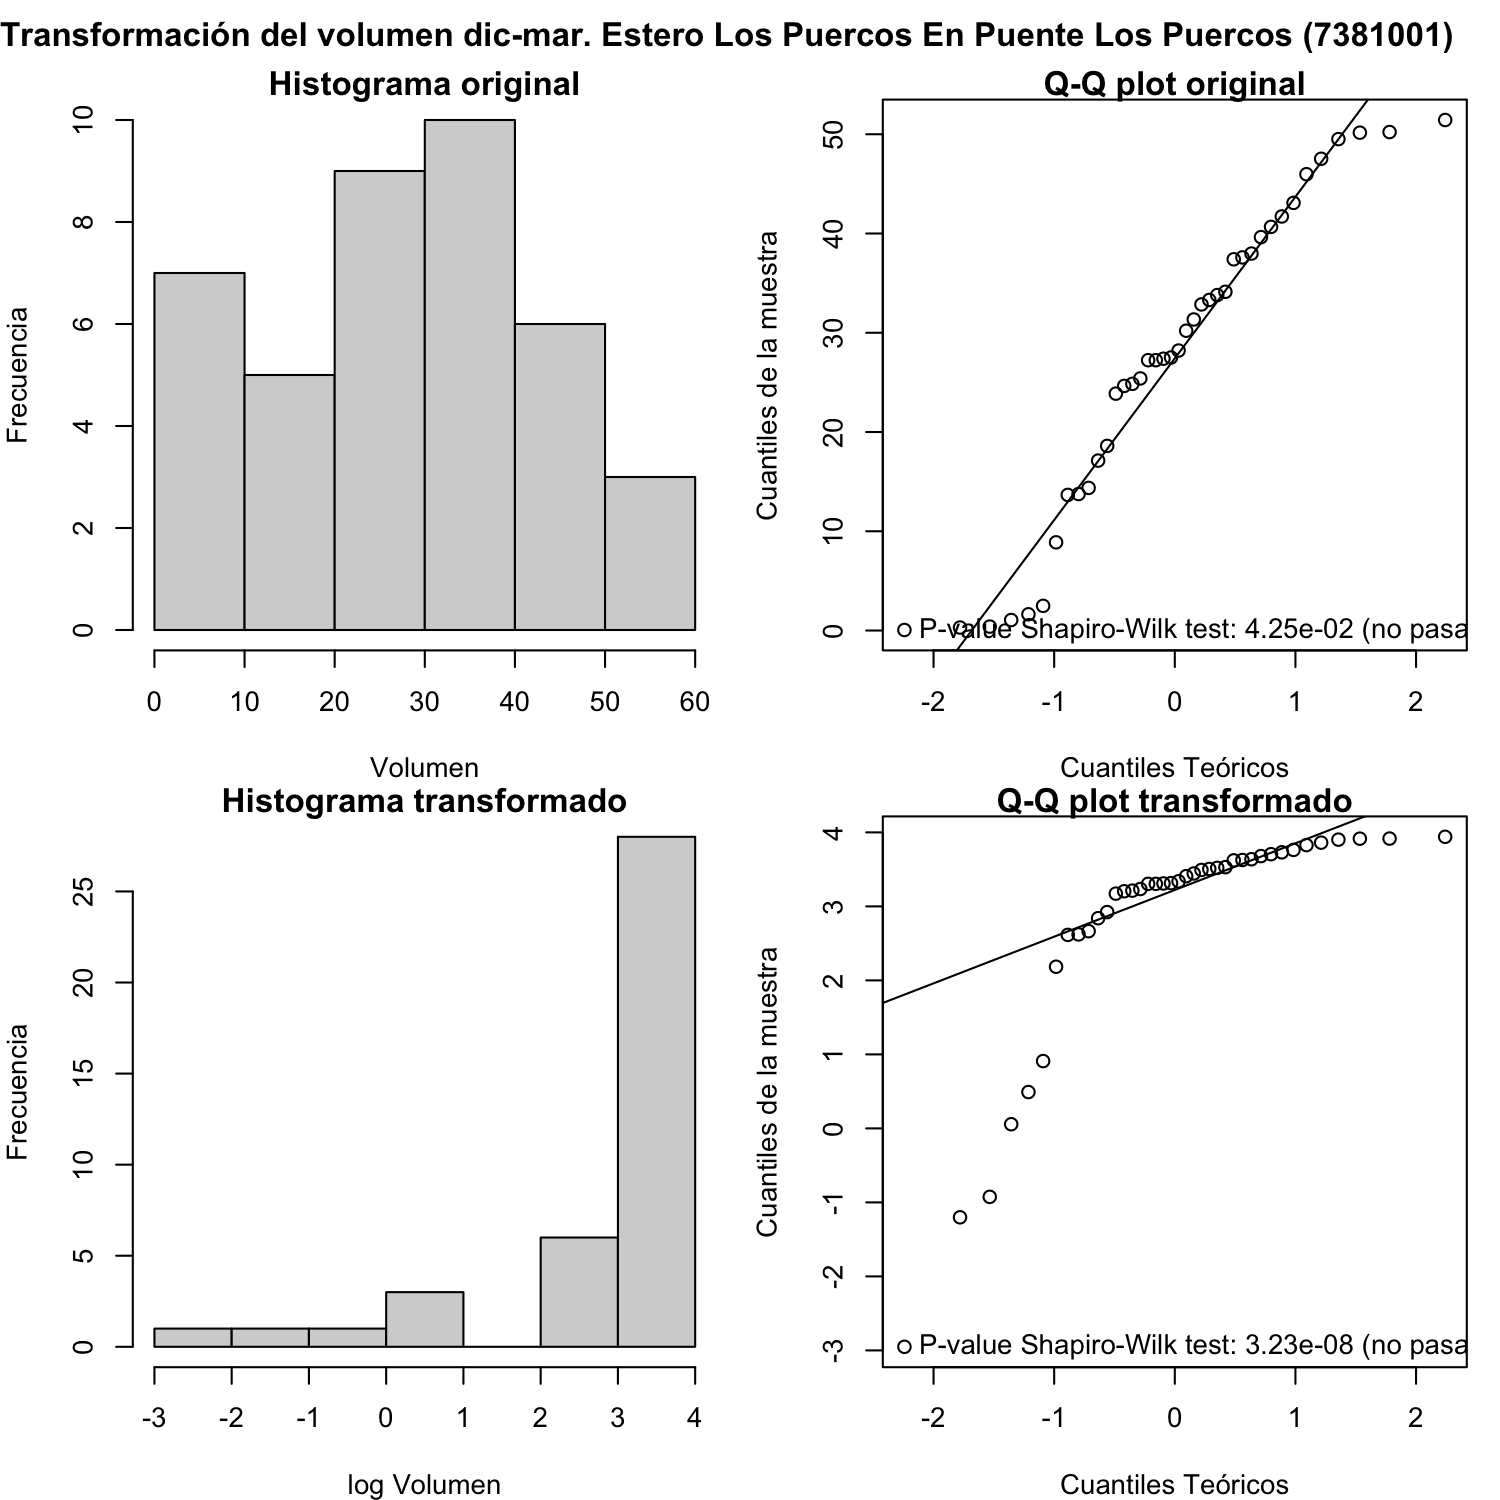 Transformación del volumen dic-mar. Estero Los Puercos En Puente Los Puercos (7381001)
Histograma original
Frecuencia
10
8
6
4
2
0
0 10 20 30 40 50 60
Volumen
Q-Q plot original
Cuantiles de la muestra
50
40
30
20
10
0
P-value Shapiro-Wilk test: 4.25e-02 (no pasa
-2 -1 0 1 2
Cuantiles Teóricos
Histograma transformado
Frecuencia
25
20
15
10
5
0
-3 -2 -1 0 1 2 3 4
log Volumen
Q-Q plot transformado
Cuantiles de la muestra
4
3
2
1
0
-1
-2
-3
P-value Shapiro-Wilk test: 3.23e-08 (no pasa
-2 -1 0 1 2
Cuantiles Teóricos